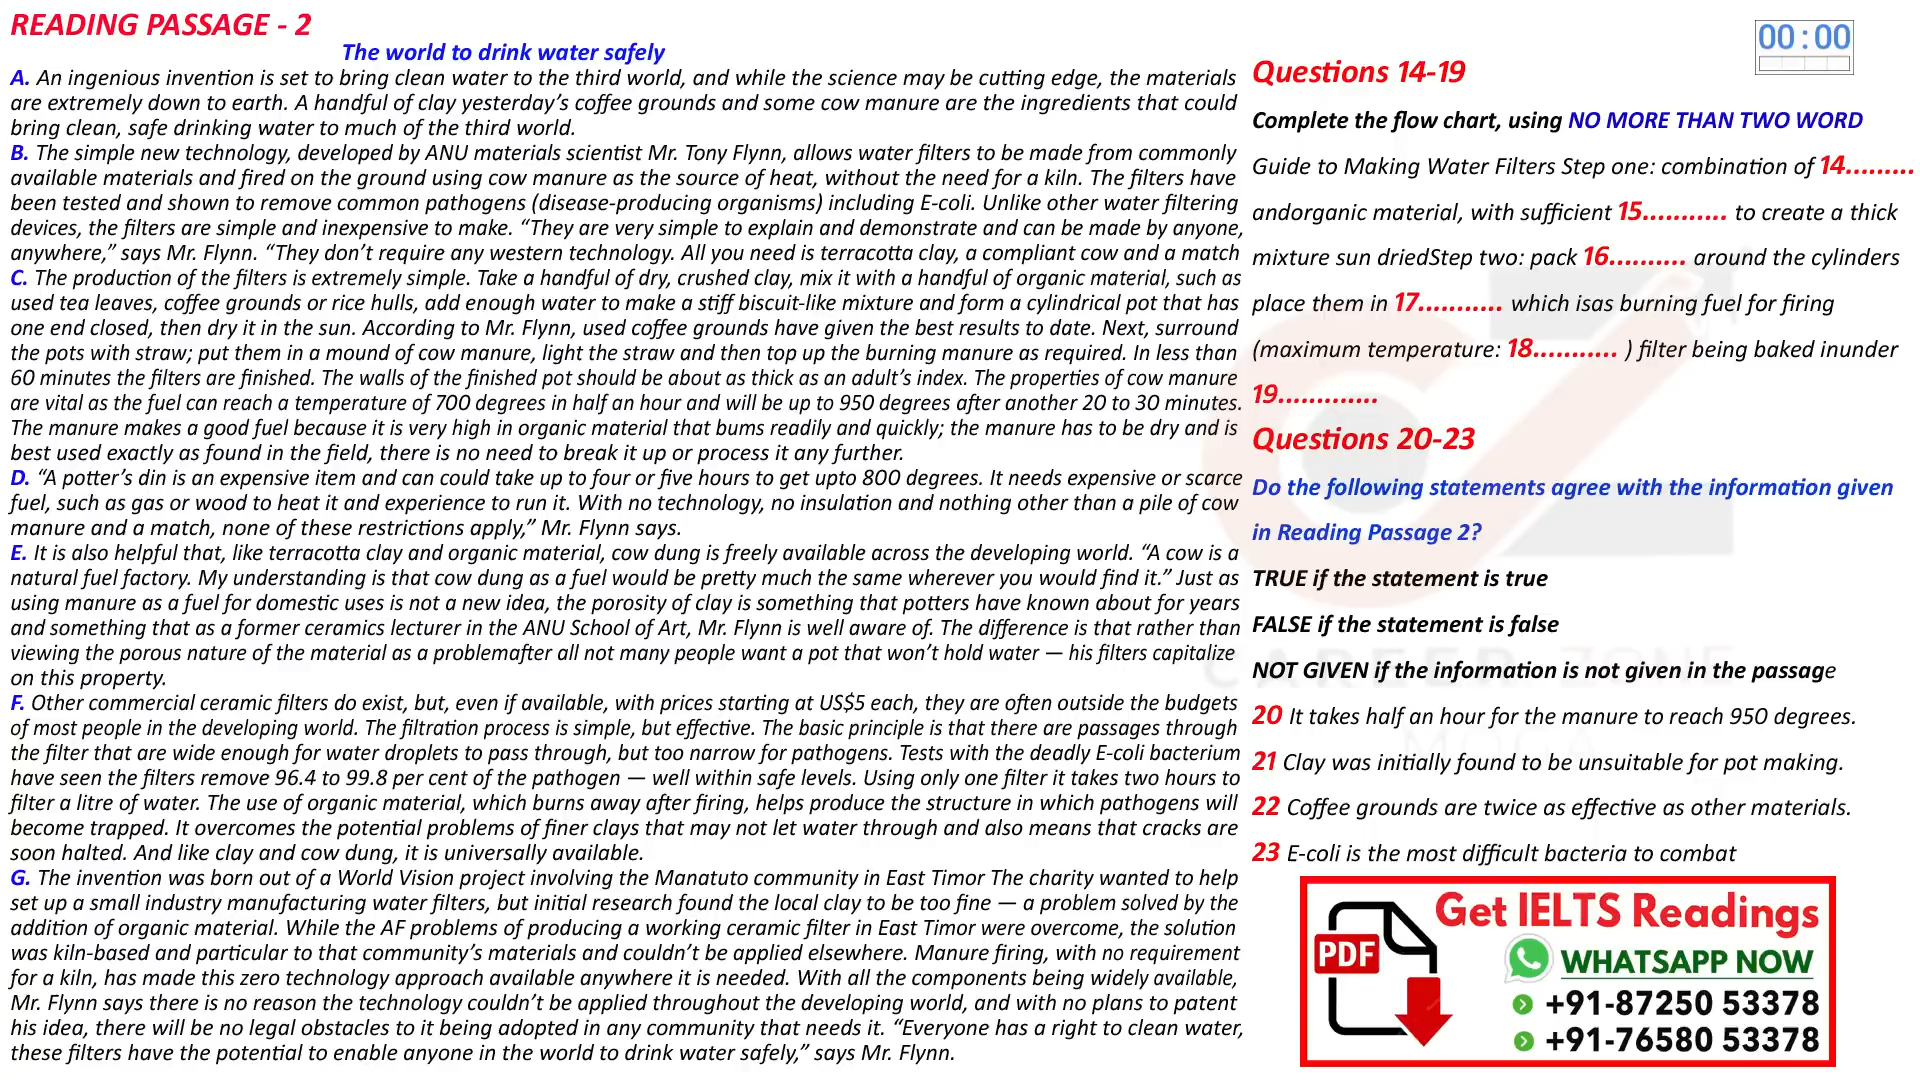 READING PASSAGE - 2
The world to drink water safely
A. An ingenious invention is set to bring clean water to the third world, and while the science may be cutting edge, the materials
are extremely down to earth. A handful of clay yesterday's coffee grounds and some cow manure are the ingredients that could
bring clean, safe drinking water to much of the third world.
B. The simple new technology, developed by ANU materials scientist Mr. Tony Flynn, allows water filters to be made from commonly
available materials and fired on the ground using cow manure as the source of heat, without the need for a kiln. The filters have
been tested and shown to remove common pathogens (disease-producing organisms) including E-coli. Unlike other water filtering
devices, the filters are simple and inexpensive to make. "They are very simple to explain and demonstrate and can be made by anyone,
anywhere," says Mr. Flynn. "They don't require any western technology. All you need is terracotta clay, a compliant cow and a match
C. The production of the filters is extremely simple. Take a handful of dry, crushed clay, mix it with a handful of organic material, such as
used tea leaves, coffee grounds or rice hulls, add enough water to make a stiff biscuit-like mixture and form a cylindrical pot that has
one end closed, then dry it in the sun. According to Mr. Flynn, used coffee grounds have given the best results to date. Next, surround
the pots with straw; put them in a mound of cow manure, light the straw and then top up the burning manure as required. In less than
60 minutes the filters are finished. The walls of the finished pot should be about as thick as an adult's index. The properties of cow manure
are vital as the fuel can reach a temperature of 700 degrees in half an hour and will be up to 950 degrees after another 20 to 30 minutes.
The manure makes a good fuel because it is very high in organic material that bums readily and quickly; the manure has to be dry and is
best used exactly as found in the field, there is no need to break it up or process it any further.
D. "A potter's din is an expensive item and can could take up to four or five hours to get upto 800 degrees. It needs expensive or scarce
fuel, such as gas or wood to heat it and experience to run it. With no technology, no insulation and nothing other than a pile of cow
manure and a match, none of these restrictions apply," Mr. Flynn says.
E. It is also helpful that, like terracotta clay and organic material, cow dung is freely available across the developing world. "A cow is a
natural fuel factory. My understanding is that cow dung as a fuel would be pretty much the same wherever you would find it." Just as
using manure as a fuel for domestic uses is not a new idea, the porosity of clay is something that potters have known about for years
and something that as a former ceramics lecturer in the ANU School of Art, Mr. Flynn is well aware of. The difference is that rather than
viewing the porous nature of the material as a problemafter all not many people want a pot that won't hold water — his filters capitalize
on this property.
F. Other commercial ceramic filters do exist, but, even if available, with prices starting at US$5 each, they are often outside the budgets
of most people in the developing world. The filtration process is simple, but effective. The basic principle is that there are passages through
the filter that are wide enough for water droplets to pass through, but too narrow for pathogens. Tests with the deadly E-coli bacterium
have seen the filters remove 96.4 to 99.8 per cent of the pathogen — well within safe levels. Using only one filter it takes two hours to
filter a litre of water. The use of organic material, which burns away after firing, helps produce the structure in which pathogens will
become trapped. It overcomes the potential problems of finer clays that may not let water through and also means that cracks are
soon halted. And like clay and cow dung, it is universally available.
G. The invention was born out of a World Vision project involving the Manatuto community in East Timor The charity wanted to help
set up a small industry manufacturing water filters, but initial research found the local clay to be too fine — a problem solved by the
addition of organic material. While the AF problems of producing a working ceramic filter in East Timor were overcome, the solution
was kiln-based and particular to that community's materials and couldn't be applied elsewhere. Manure firing, with no requirement
for a kiln, has made this zero technology approach available anywhere it is needed. With all the components being widely available,
Mr. Flynn says there is no reason the technology couldn't be applied throughout the developing world, and with no plans to patent
his idea, there will be no legal obstacles to it being adopted in any community that needs it. "Everyone has a right to clean water,
these filters have the potential to enable anyone in the world to drink water safely," says Mr. Flynn.
00:00
Questions 14-19
Complete the flow chart, using NO MORE THAN TWO WORD
Guide to Making Water Filters Step one: combination of 14.........
andorganic material, with sufficient 15........... to create a thick
mixture sun driedStep two: pack 16.......... around the cylinders
place them in 17........... which isas burning fuel for firing
(maximum temperature: 18........... ) filter being baked inunder
19.............
Questions 20-23
Do the following statements agree with the information given
in Reading Passage 2?
TRUE if the statement is true
FALSE if the statement is false
NOT GIVEN if the information is not given in the passage
20 It takes half an hour for the manure to reach 950 degrees.
21 Clay was initially found to be unsuitable for pot making.
22 Coffee grounds are twice as effective as other materials.
23 E-coli is the most difficult bacteria to combat
CAREER ZONE
MOGA
Get IELTS Readings
PDF
WHATSAPP NOW
+91-87250 53378
+91-76580 53378